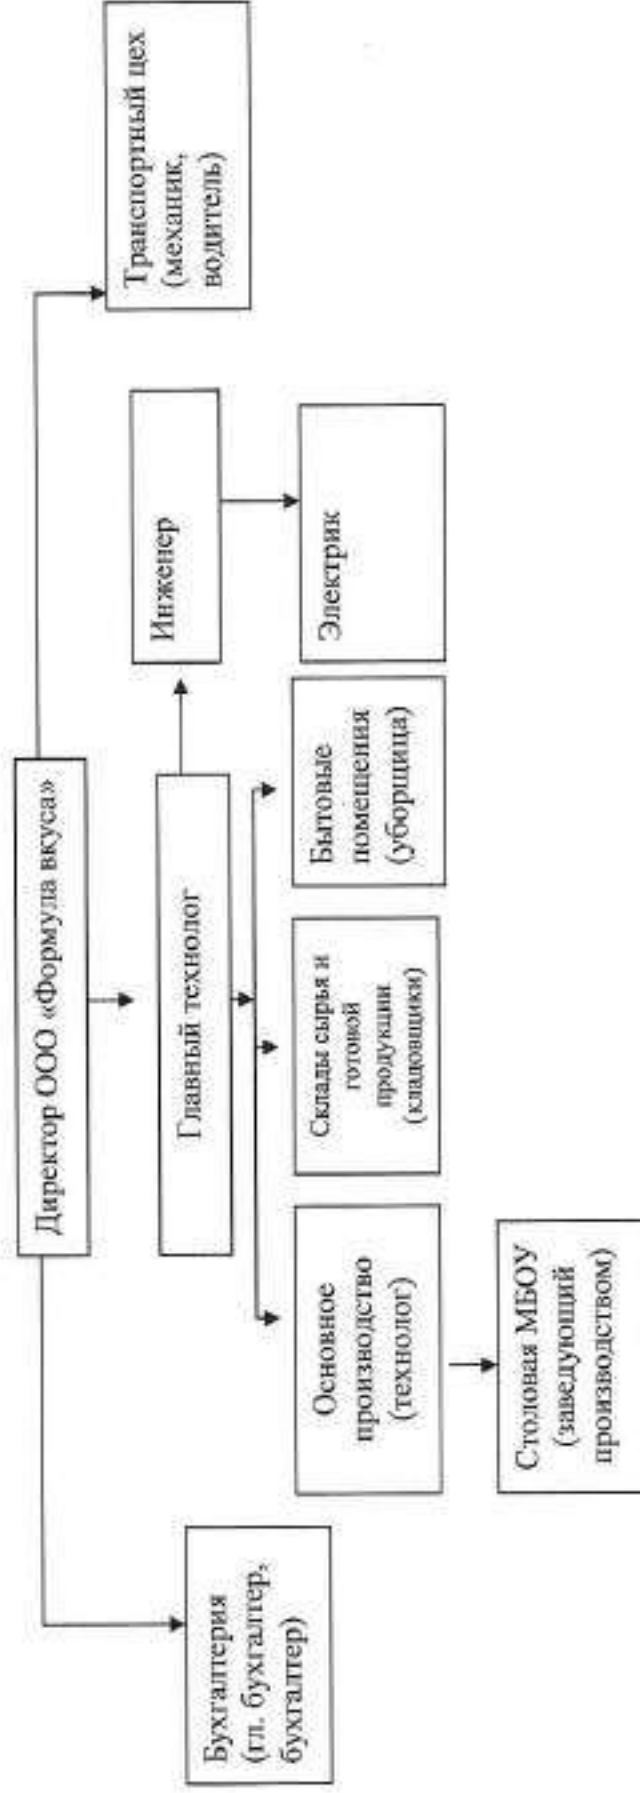 Директор ООО «Формула вкуса»
Бухгалтерия
(гл. бухгалтер,
бухгалтер)
Главный технолог
Инженер
Транспортный цех
(механик,
водитель)
Основное
производство
(технолог)
Склады сырья и
готовой
продукции
(кладовщики)
Бытовые
помещения
(уборщица)
Электрик
Столовая МБОУ
(заведующий
производством)